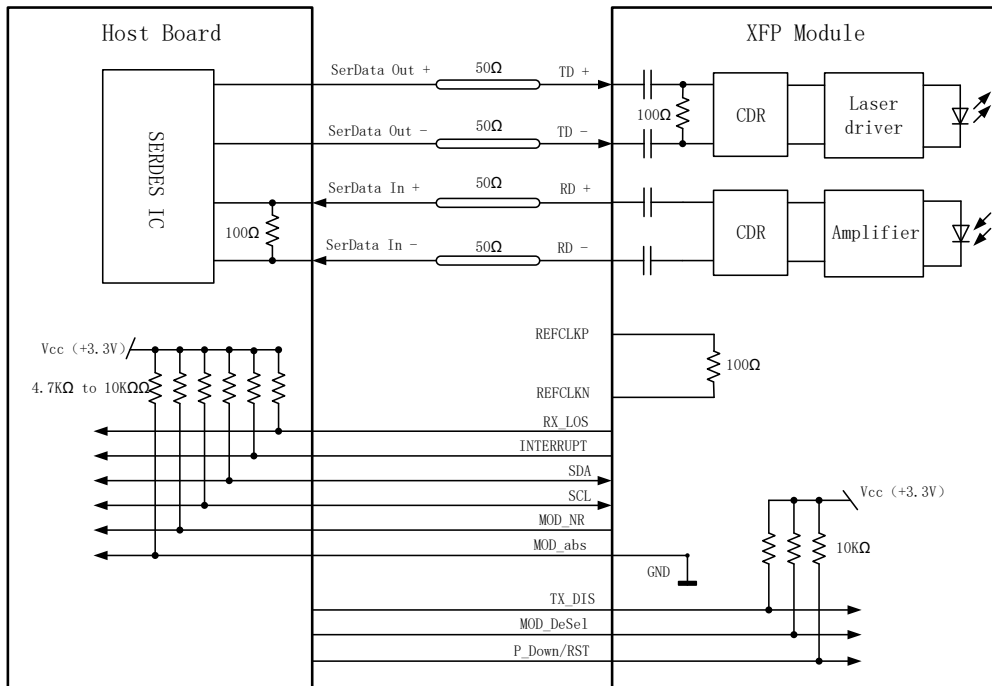 Host Board
XFP Module
SERDES IC
SerData Out +
50Ω
TD +
SerData Out -
50Ω
TD -
100Ω
CDR
Laser
driver
SerData In +
50Ω
RD +
100Ω
SerData In -
50Ω
RD -
CDR
Amplifier
REFCLKP
100Ω
REFCLKN
Vcc (+3.3V)
4.7KΩ to 10KΩΩ
RX_LOS
INTERRUPT
SDA
SCL
MOD_NR
MOD_abs
GND
Vcc (+3.3V)
10KΩ
TX_DIS
MOD_DeSel
P_Down/RST